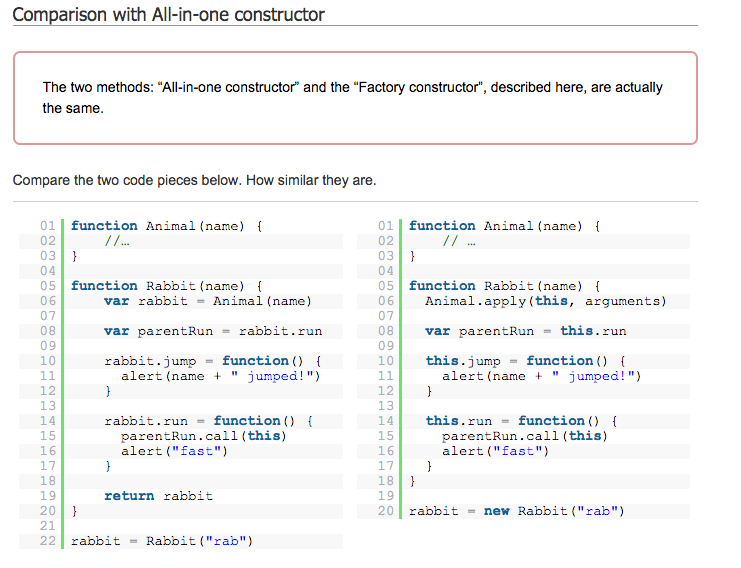 Comparison with All-in-one constructor
The two methods: “All-in-one constructor” and the “Factory constructor”, described here, are actually
the same.
Compare the two code pieces below. How similar they are.
01 function Animal(name) {
02     //…
03 }
04
05 function Rabbit(name) {
06     var rabbit = Animal(name)
07
08     var parentRun = rabbit.run
09
10     rabbit.jump = function() {
11       alert(name + " jumped!")
12     }
13
14     rabbit.run = function() {
15       parentRun.call(this)
16       alert("fast")
17     }
18
19     return rabbit
20 }
21
22 rabbit = Rabbit("rab")
01 function Animal(name) {
02     // …
03 }
04
05 function Rabbit(name) {
06   Animal.apply(this, arguments)
07
08   var parentRun = this.run
09
10   this.jump = function() {
11     alert(name + " jumped!")
12   }
13
14   this.run = function() {
15     parentRun.call(this)
16     alert("fast")
17   }
18 }
19
20 rabbit = new Rabbit("rab")